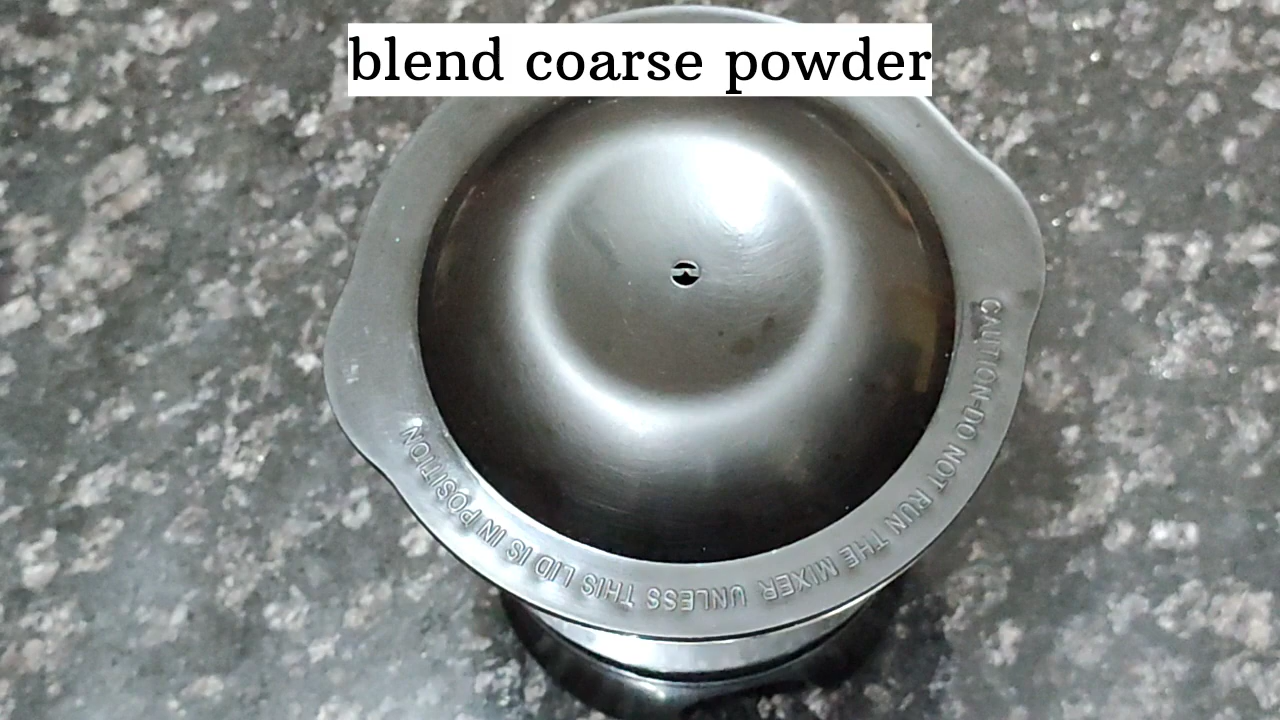 blend coarse powder
CAUTION-DO NOT RUN THE MIXER UNLESS THIS LID IS IN POSITION